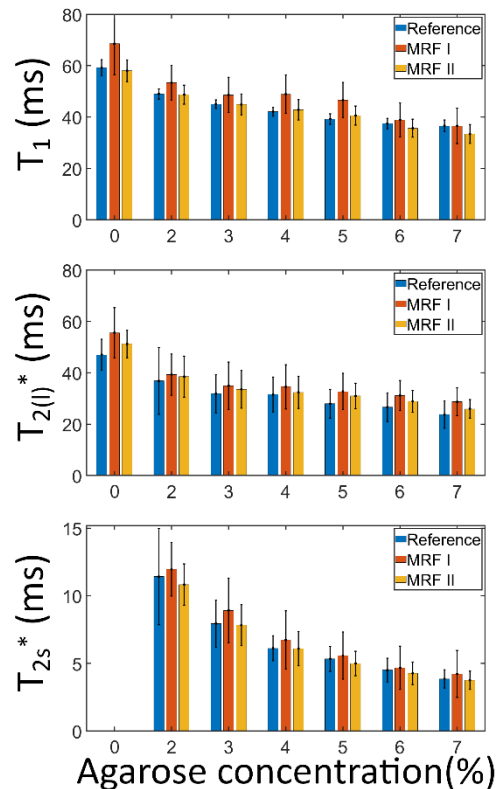 T1 (ms)
80
60
40
20
0
Reference
MRF I
MRF II
0 2 3 4 5 6 7
T2(l)* (ms)
80
60
40
20
0
Reference
MRF I
MRF II
0 2 3 4 5 6 7
T2s* (ms)
15
10
5
0
Reference
MRF I
MRF II
0 2 3 4 5 6 7
Agarose concentration(%)